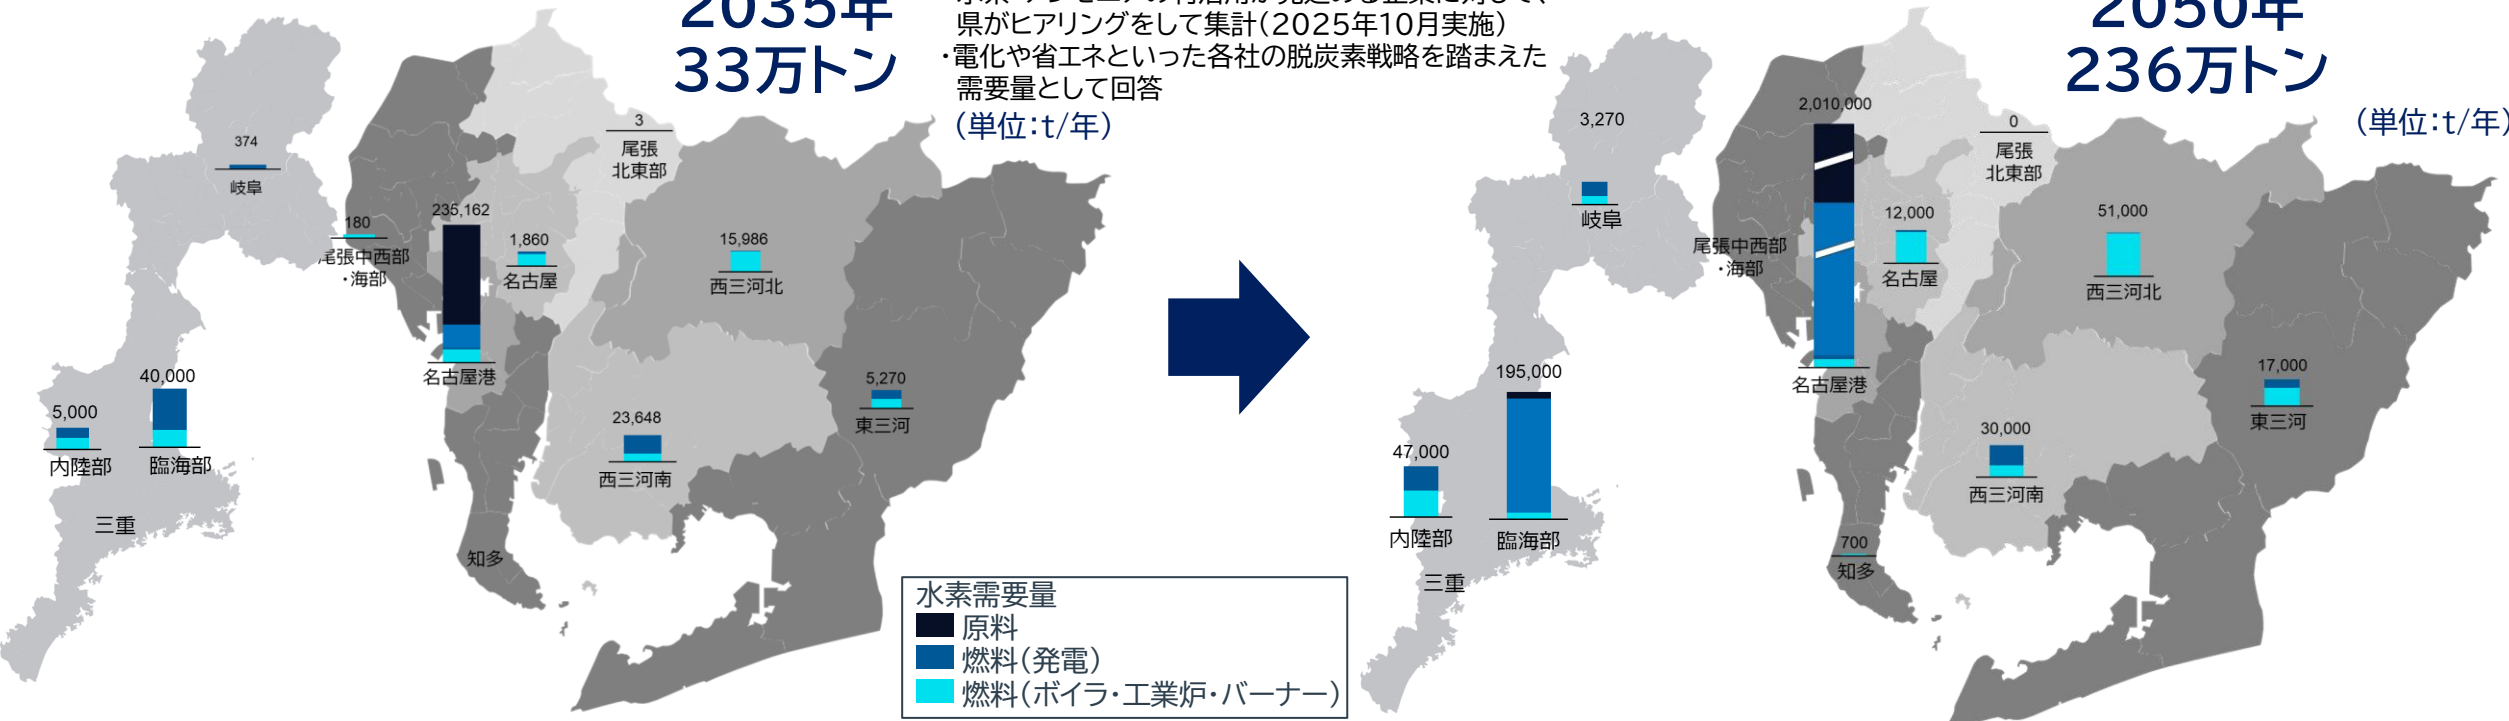 2035年
33万トン
県がヒアリングをして集計(2025年10月実施)
・電化や省エネといった各社の脱炭素戦略を踏まえた
需要量として回答
(単位:t/年)
2050年
236万トン
(単位:t/年)
374
岐阜
3
尾張
北東部
180
尾張中西部
・海部
235,162
名古屋港
1,860
名古屋
15,986
西三河北
5,270
東三河
23,648
西三河南
40,000
臨海部
5,000
内陸部
三重
知多
3,270
岐阜
2,010,000
名古屋港
0
尾張
北東部
12,000
名古屋
51,000
西三河北
尾張中西部
・海部
17,000
東三河
30,000
西三河南
195,000
臨海部
47,000
内陸部
三重
700
知多
水素需要量
原料
燃料(発電)
燃料(ボイラ・工業炉・バーナー)